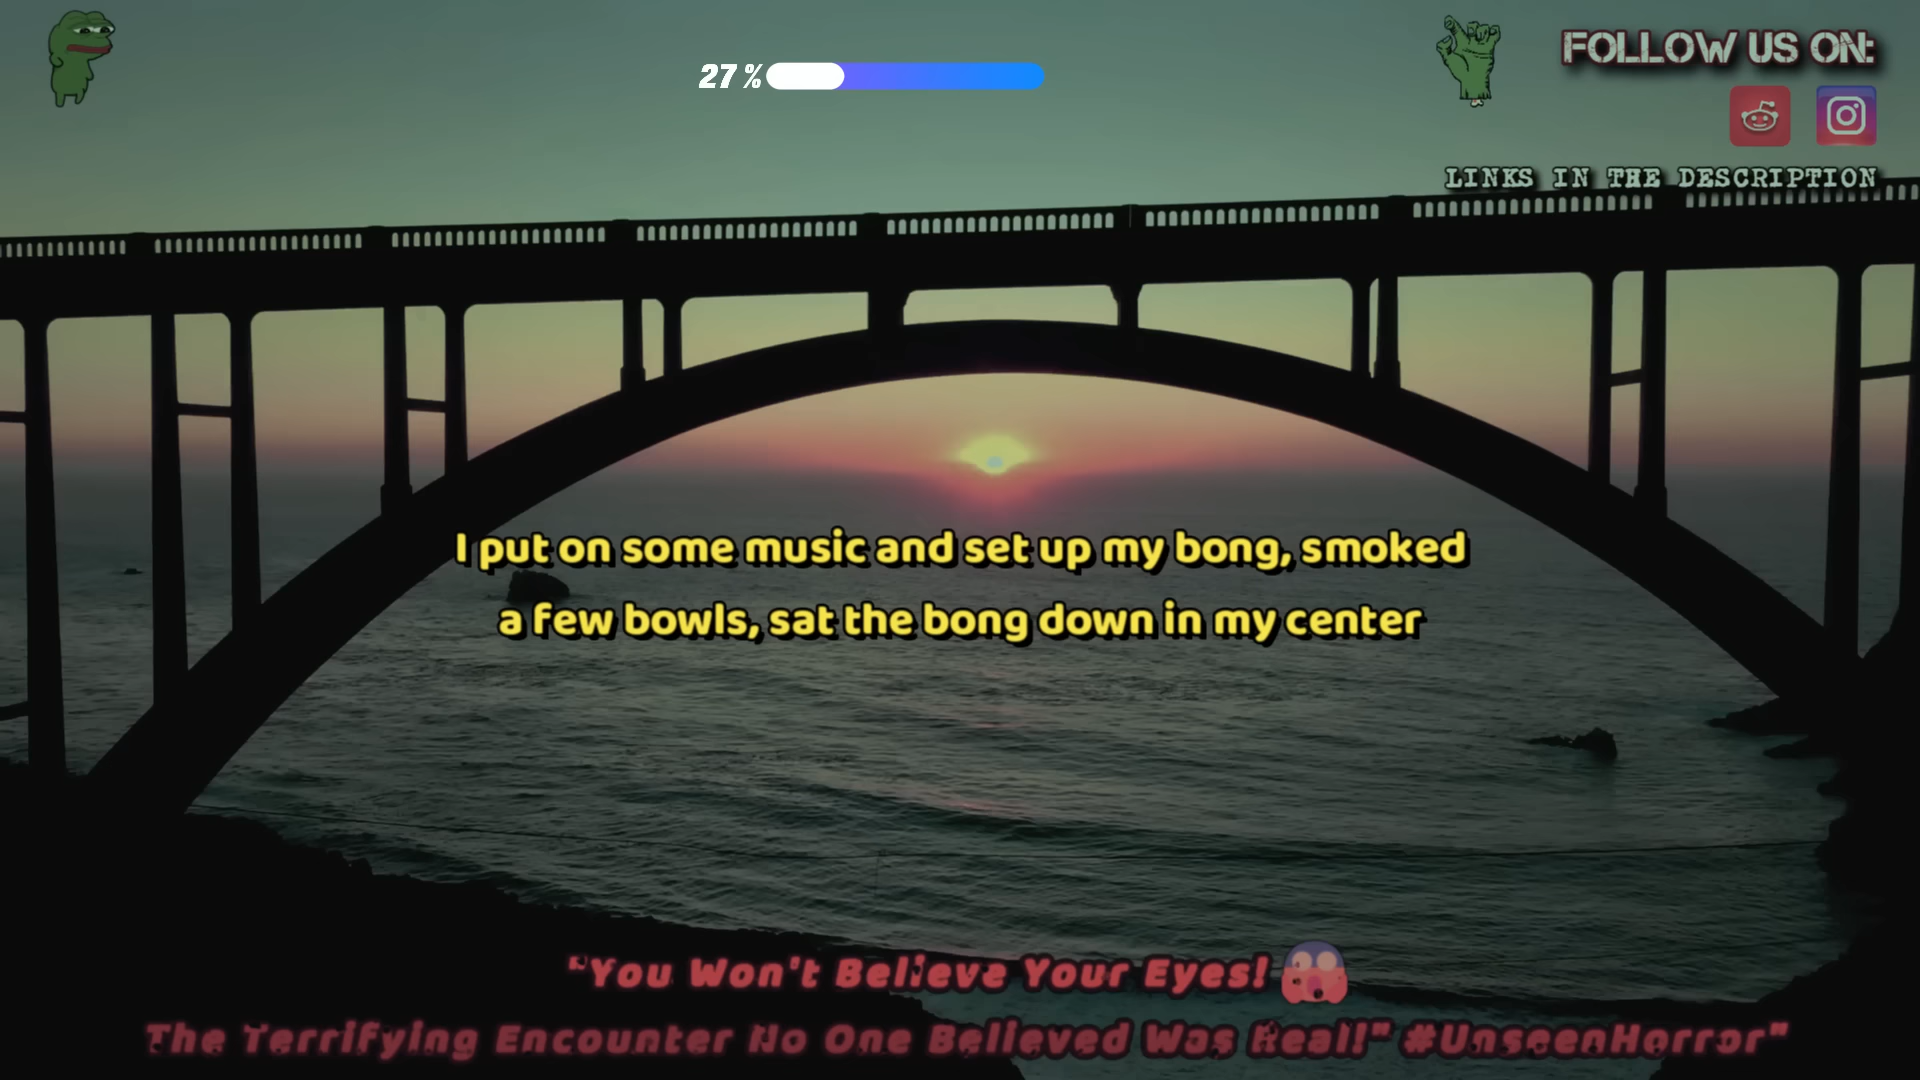 27 %
FOLLOW US ON:
LINKS IN THE DESCRIPTION
I put on some music and set up my bong, smoked
a few bowls, sat the bong down in my center
"You Won't Believe Your Eyes! 😱
The Terrifying Encounter No One Believed Was Real!" #UnseenHorror"